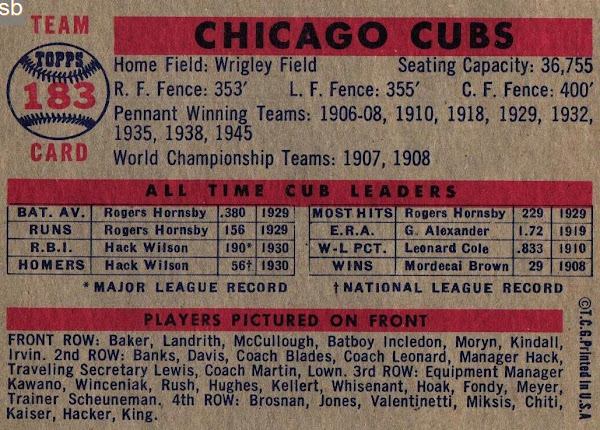 sb
TEAM
TOPPS
183
CARD
CHICAGO CUBS
Home Field: Wrigley Field Seating Capacity: 36,755
R. F. Fence: 353′ L. F. Fence: 355′ C. F. Fence: 400′
Pennant Winning Teams: 1906-08, 1910, 1918, 1929, 1932,
1935, 1938, 1945
World Championship Teams: 1907, 1908
ALL TIME CUB LEADERS
BAT. AV. Rogers Hornsby .380 1929 MOST HITS Rogers Hornsby 229 1929
RUNS Rogers Hornsby 156 1929 E.R.A. G. Alexander 1.72 1919
R.B.I. Hack Wilson 190* 1930 W-L PCT. Leonard Cole .833 1910
HOMERS Hack Wilson 56† 1930 WINS Mordecai Brown 29 1908
*MAJOR LEAGUE RECORD †NATIONAL LEAGUE RECORD
PLAYERS PICTURED ON FRONT
FRONT ROW: Baker, Landrith, McCullough, Batboy Incledon, Moryn, Kindall,
Irvin. 2nd ROW: Banks, Davis, Coach Blades, Coach Leonard, Manager Hack,
Traveling Secretary Lewis, Coach Martin, Lown. 3rd ROW: Equipment Manager
Kawano, Winceniak, Rush, Hughes, Kellert, Whisenant, Hoak, Fondy, Meyer,
Trainer Scheuneman. 4th ROW: Brosnan, Jones, Valentinetti, Miksis, Chiti,
Kaiser, Hacker, King.
©T.C.G. Printed in U.S.A